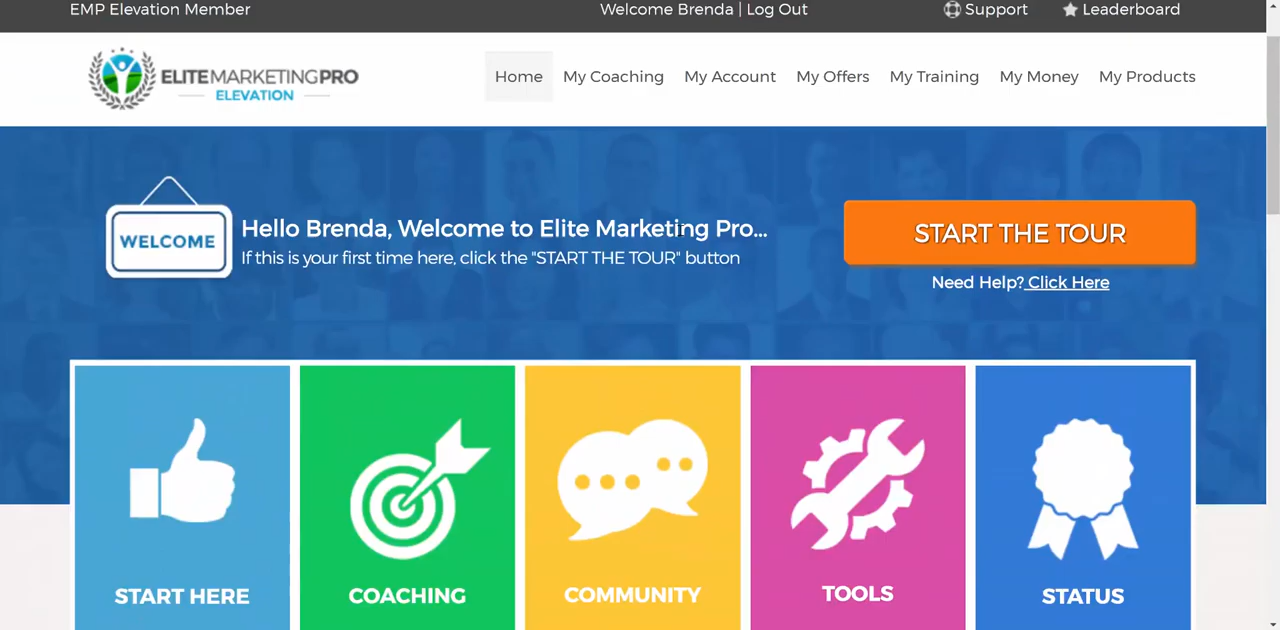 EMP Elevation Member
Welcome Brenda | Log Out
Support
Leaderboard
ELITEMARKETINGPRO
ELEVATION
Home
My Coaching
My Account
My Offers
My Training
My Money
My Products
WELCOME
Hello Brenda, Welcome to Elite Marketing Pro...
If this is your first time here, click the "START THE TOUR" button
START THE TOUR
Need Help? Click Here
START HERE
COACHING
COMMUNITY
TOOLS
STATUS